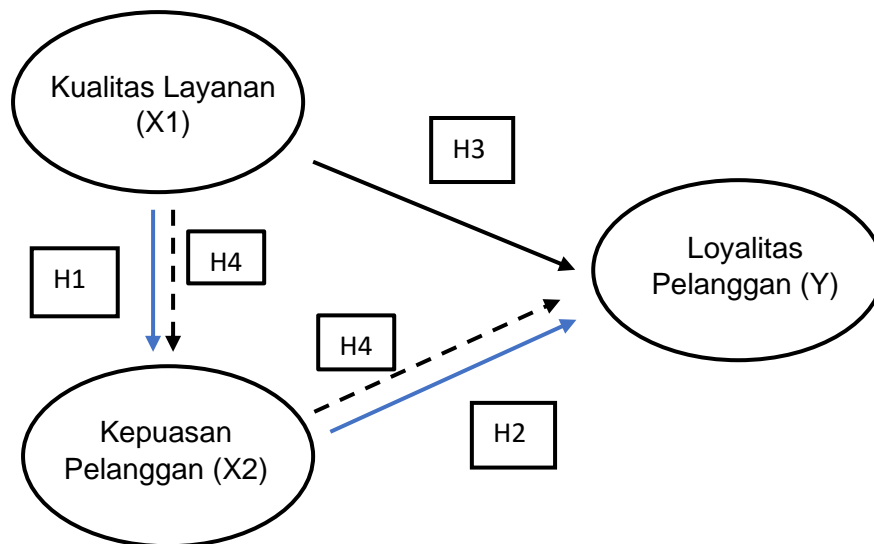 Kualitas Layanan
(X1)
H3
Loyalitas
Pelanggan (Y)
H1
H4
H4
Kepuasan
Pelanggan (X2)
H2